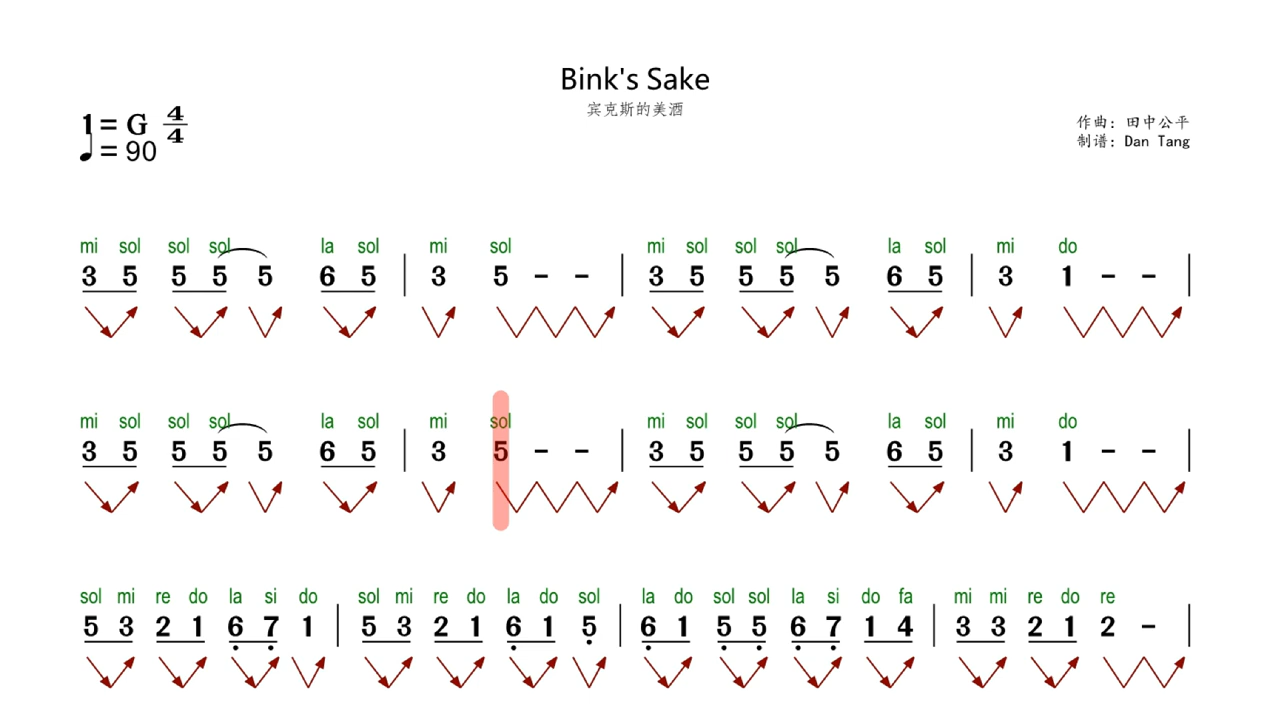 Bink's Sake
宾克斯的美酒
1= G 4/4
♩= 90
作曲：田中公平
制谱：Dan Tang
mi sol sol sol la sol mi sol mi sol sol sol la sol mi do
3 5 5 5 5 6 5 | 3 5 – – | 3 5 5 5 5 6 5 | 3 1 – – |
mi sol sol sol la sol mi sol mi sol sol sol la sol mi do
3 5 5 5 5 6 5 | 3 5 – – | 3 5 5 5 5 6 5 | 3 1 – – |
sol mi re do la si do sol mi re do la do sol la do sol sol la si do fa mi mi re do re
5 3 2 1 6̣ 7̣ 1 | 5 3 2 1 6̣ 1 5̣ | 6̣ 1 5̣ 5̣ 6̣ 7̣ 1 4 | 3 3 2 1 2 – |